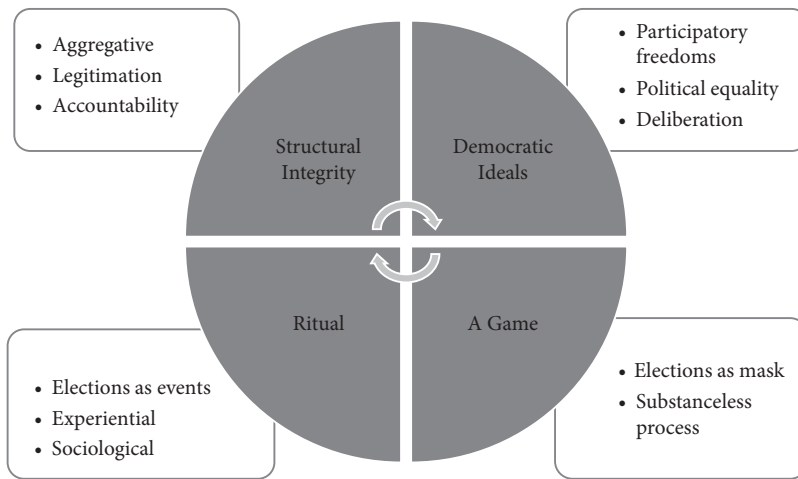 • Aggregative
• Legitimation
• Accountability
• Participatory
freedoms
• Political equality
• Deliberation
Structural
Integrity
Democratic
Ideals
Ritual
A Game
• Elections as events
• Experiential
• Sociological
• Elections as mask
• Substanceless
process